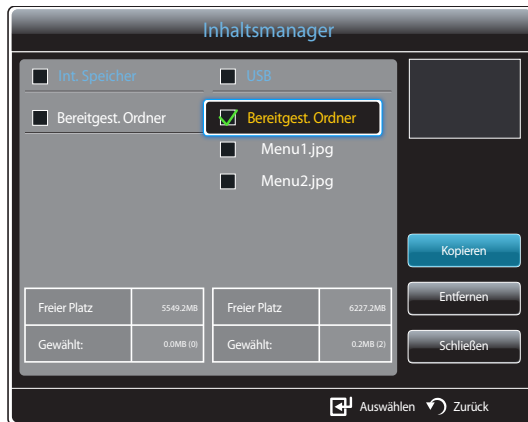 Inhaltsmanager
Int. Speicher
USB
Bereitgest. Ordner
Bereitgest. Ordner
Menu1.jpg
Menu2.jpg
Kopieren
Entfernen
Schließen
Freier Platz 5549.2MB
Freier Platz 6227.2MB
Gewählt: 0.0MB (0)
Gewählt: 0.2MB (2)
Auswählen Zurück